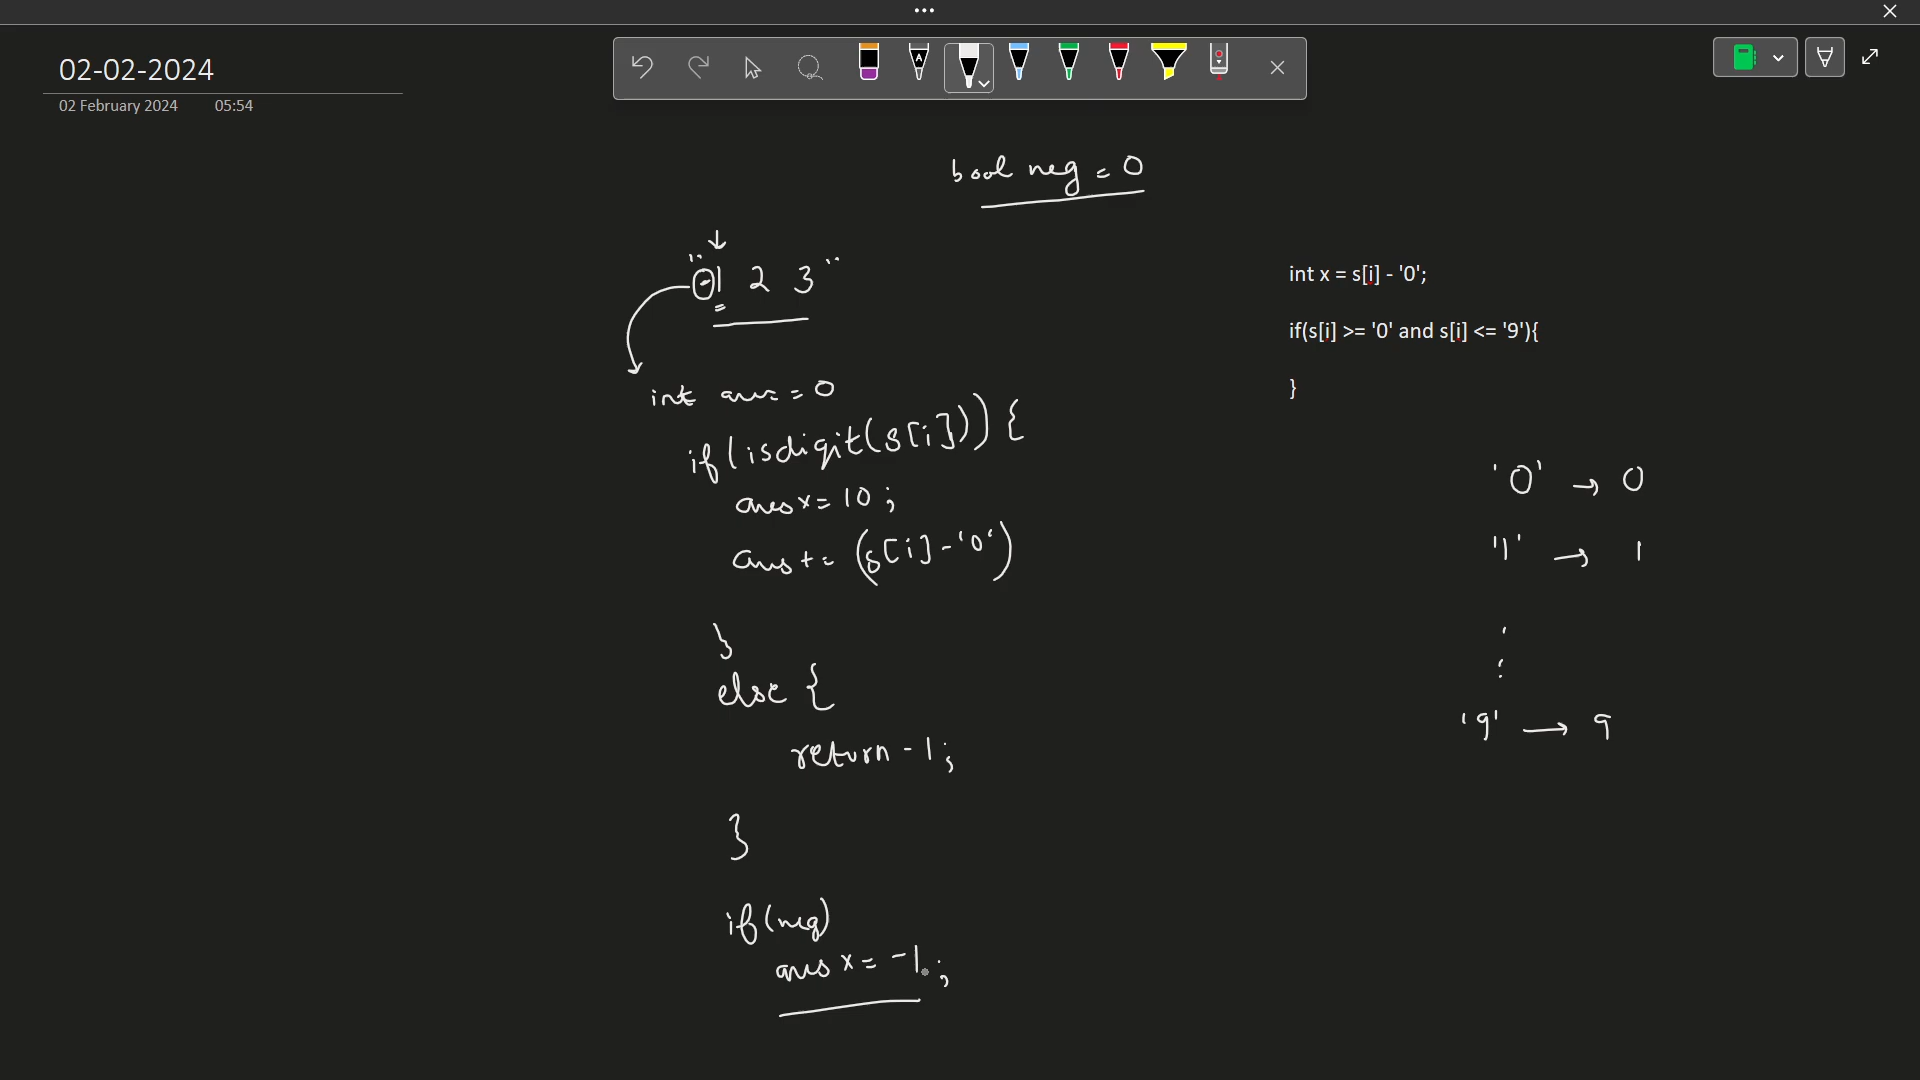 02-02-2024
02 February 2024 05:54
bool neg = 0
"-1 2 3"
int ans = 0
if(isdigit(s[i])) {
ans x= 10;
ans += (s[i]-'0')
}
else {
return -1;
}
if(neg)
ans x= -1;
int x = s[i] - '0';
if(s[i] >= '0' and s[i] <= '9'){
}
'0' → 0
'1' → 1
'9' → 9